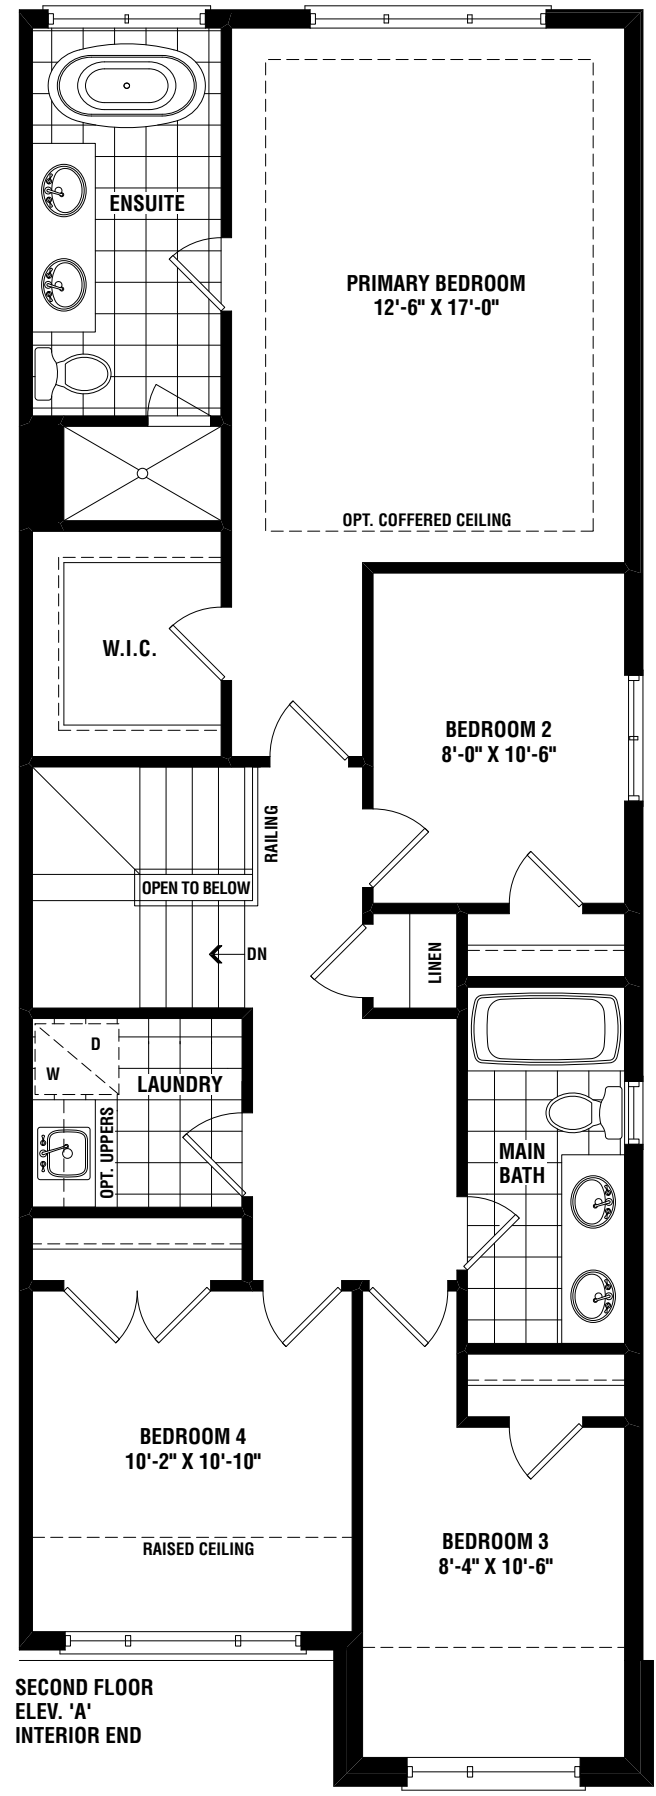 ENSUITE
PRIMARY BEDROOM
12'-6" X 17'-0"
OPT. COFFERED CEILING
W.I.C.
BEDROOM 2
8'-0" X 10'-6"
RAILING
OPEN TO BELOW
DN
LINEN
D
W
LAUNDRY
OPT. UPPERS
MAIN
BATH
BEDROOM 4
10'-2" X 10'-10"
RAISED CEILING
BEDROOM 3
8'-4" X 10'-6"
SECOND FLOOR
ELEV. 'A'
INTERIOR END